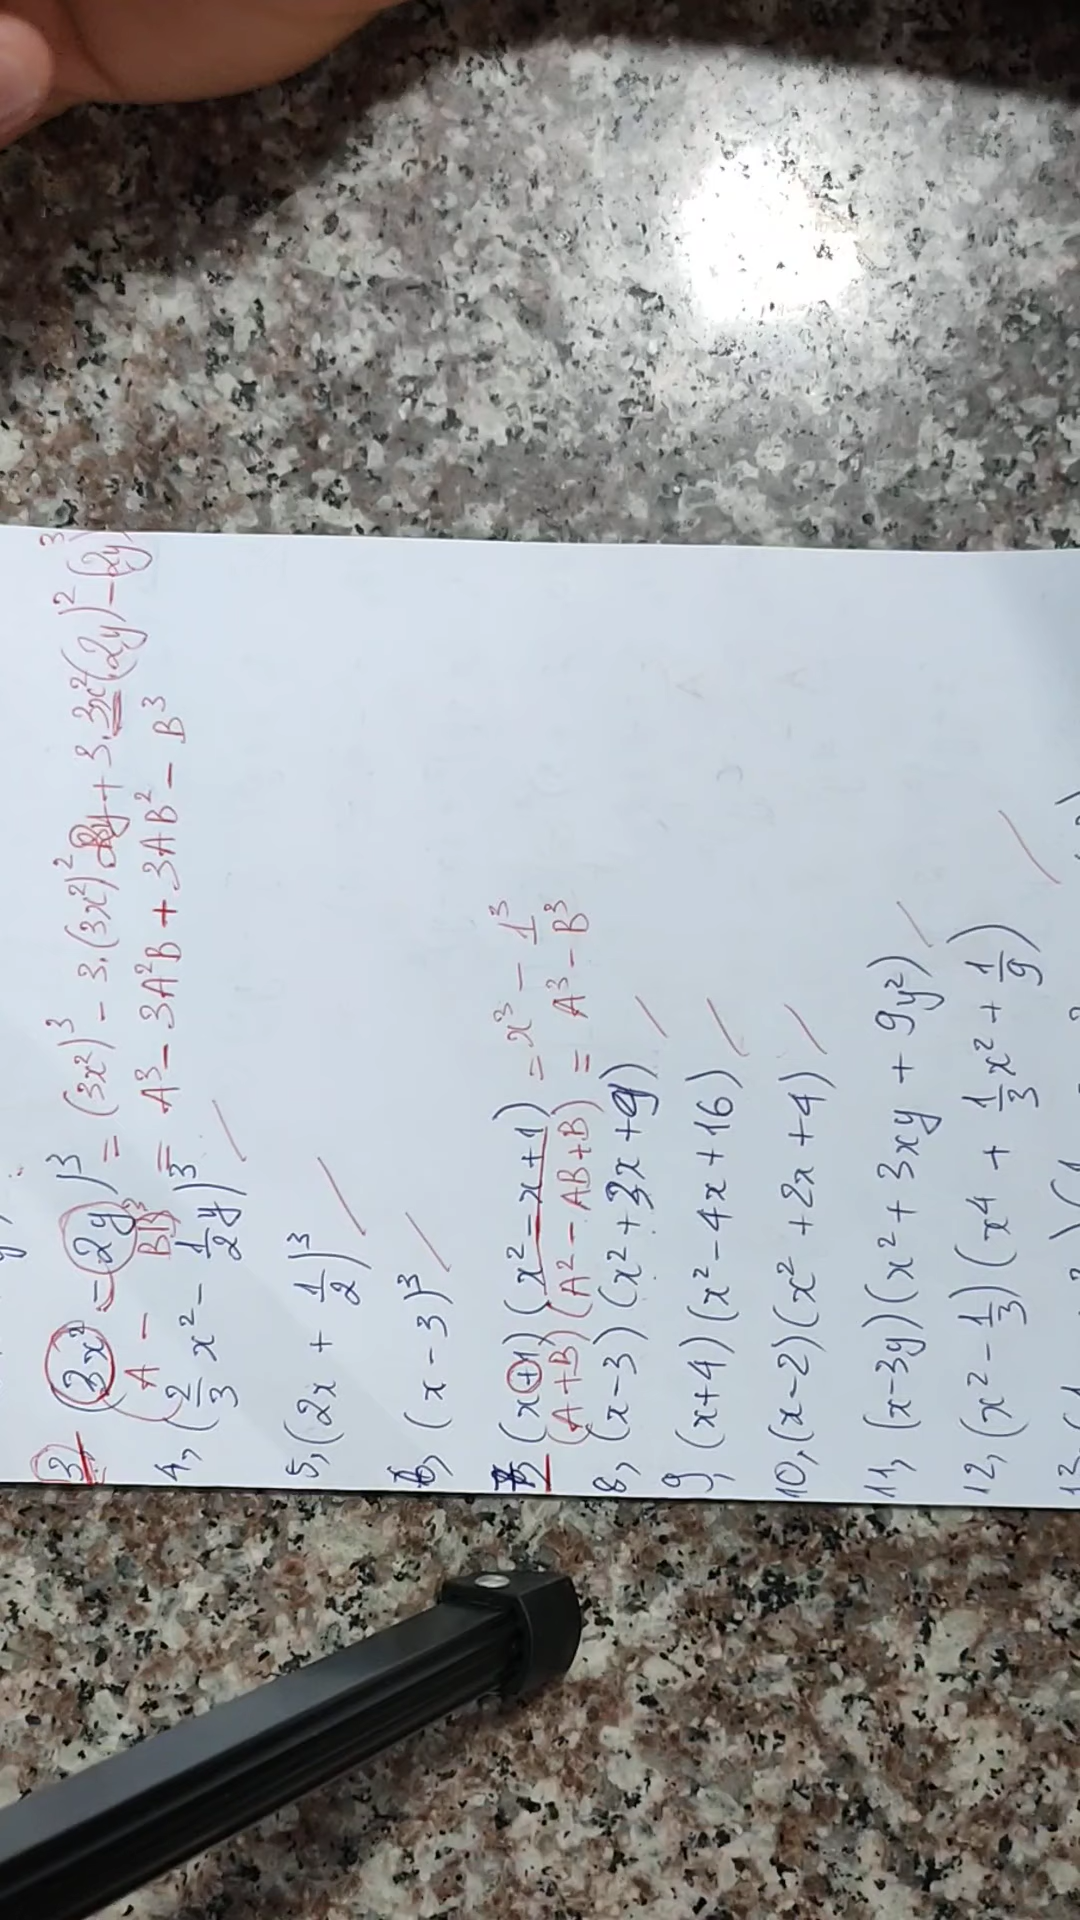 3, (3x² - 2y)³ = (3x²)³ - 3.(3x²)² 2y + 3.3x²(2y)² - (2y)³
A - B)³ = A³ - 3A²B + 3AB² - B³
4, (2/3 x² - 1/2 y)³
5, (2x + 1/2)³
6, (x - 3)³
7, (x+1)(x² - x + 1) = x³ - 1³
(A+B)(A² - AB + B) = A³ - B³
8, (x-3)(x² + 3x + 9)
9, (x+4)(x² - 4x + 16)
10, (x-2)(x² + 2x + 4)
11, (x-3y)(x² + 3xy + 9y²)
12, (x² - 1/3)(x⁴ + 1/3 x² + 1/9)